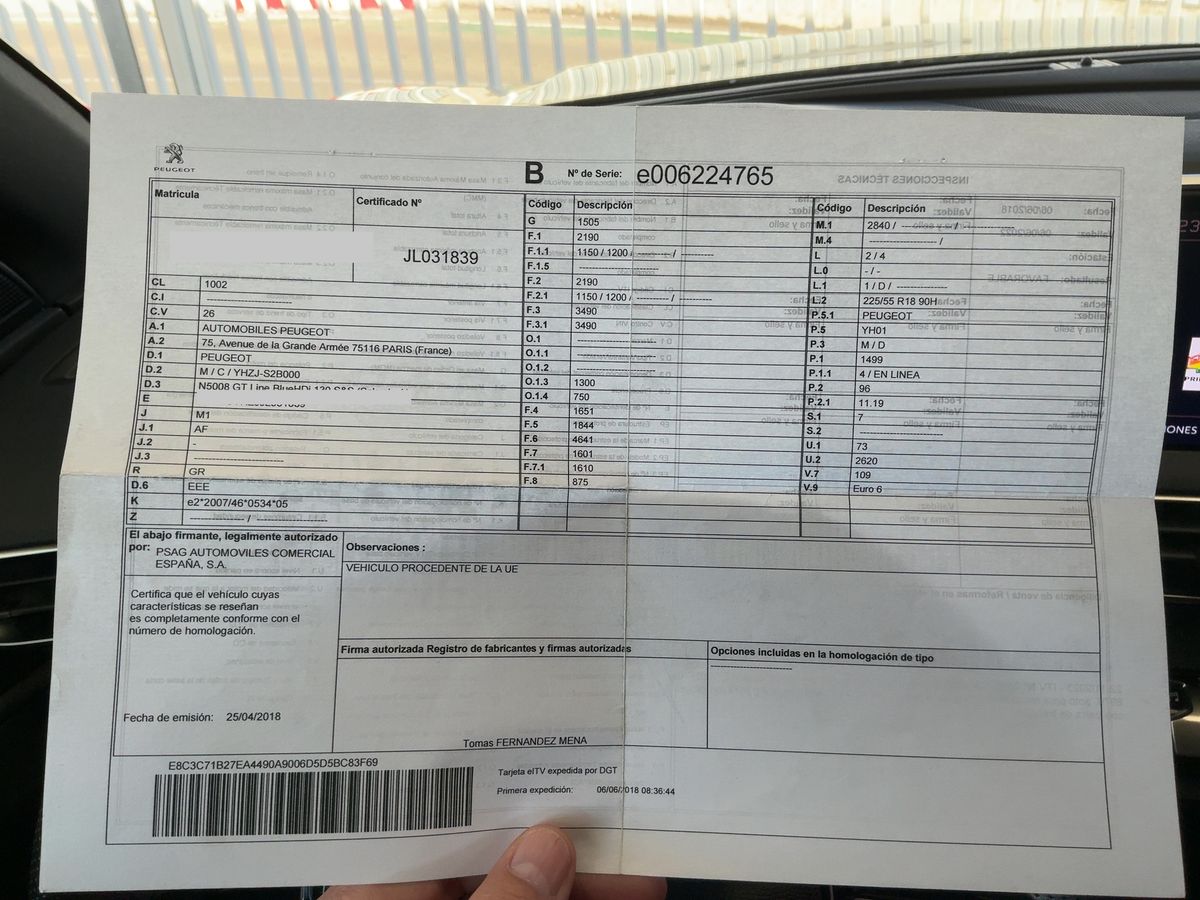 PEUGEOT
B Nº de Serie: e006224765
Matricula
Certificado Nº
JL031839
CL 1002
C.I --------------------
C.V 26
A.1 AUTOMOBILES PEUGEOT
A.2 75, Avenue de la Grande Armée 75116 PARIS (France)
D.1 PEUGEOT
D.2 M / C / YHZJ-S2B000
D.3 N5008 GT Line BlueHDi 130 S&S
E
J M1
J.1 AF
J.2 -
J.3 --------------------
R GR
D.6 EEE
K e2*2007/46*0534*05
Z ------------ / ----------------
Código Descripción
G 1505
F.1 2190
F.1.1 1150 / 1200 / --------- / ---------
F.1.5 --------------------
F.2 2190
F.2.1 1150 / 1200 / --------- / ---------
F.3 3490
F.3.1 3490
O.1 --------------------
O.1.1 --------------------
O.1.2 --------------------
O.1.3 1300
O.1.4 750
F.4 1651
F.5 1844
F.6 4641
F.7 1601
F.7.1 1610
F.8 875
Código Descripción
M.1 2840 / --------- / ---------
M.4 ----------------- /
L 2 / 4
L.0 - / -
L.1 1 / D / ------------
L.2 225/55 R18 90H
P.5.1 PEUGEOT
P.5 YH01
P.3 M / D
P.1 1499
P.1.1 4 / EN LINEA
P.2 96
P.2.1 11.19
S.1 7
S.2 --------------------
U.1 73
U.2 2620
V.7 109
V.9 Euro 6
El abajo firmante, legalmente autorizado
por: PSAG AUTOMOVILES COMERCIAL
ESPAÑA, S.A.
Certifica que el vehículo cuyas
características se reseñan
es completamente conforme con el
número de homologación.
Fecha de emisión: 25/04/2018
Observaciones :
VEHICULO PROCEDENTE DE LA UE
Firma autorizada Registro de fabricantes y firmas autorizadas
Tomas FERNANDEZ MENA
Opciones incluidas en la homologación de tipo
--------------------
E8C3C71B27EA4490A9006D5D5BC83F69
Tarjeta eITV expedida por DGT
Primera expedición: 06/06/2018 08:36:44